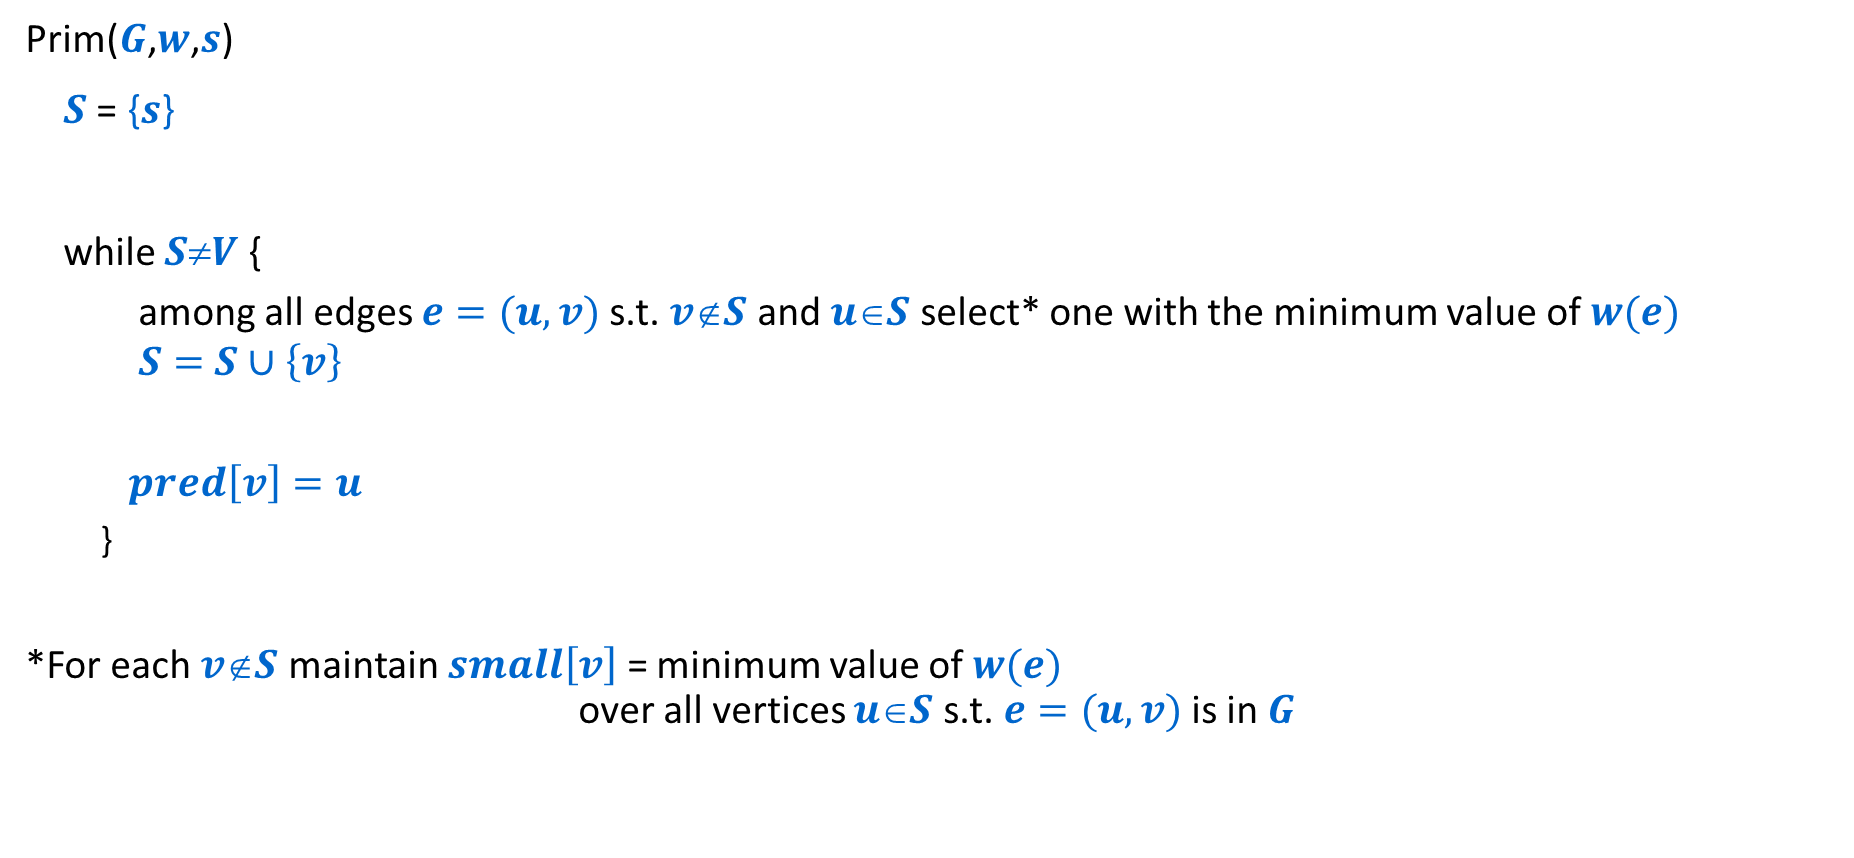 Prim(G,w,s)
S = {s}
while S≠V {
among all edges e = (u, v) s.t. v∉S and u∈S select* one with the minimum value of w(e)
S = S ∪ {v}
pred[v] = u
}
*For each v∉S maintain small[v] = minimum value of w(e)
over all vertices u∈S s.t. e = (u, v) is in G